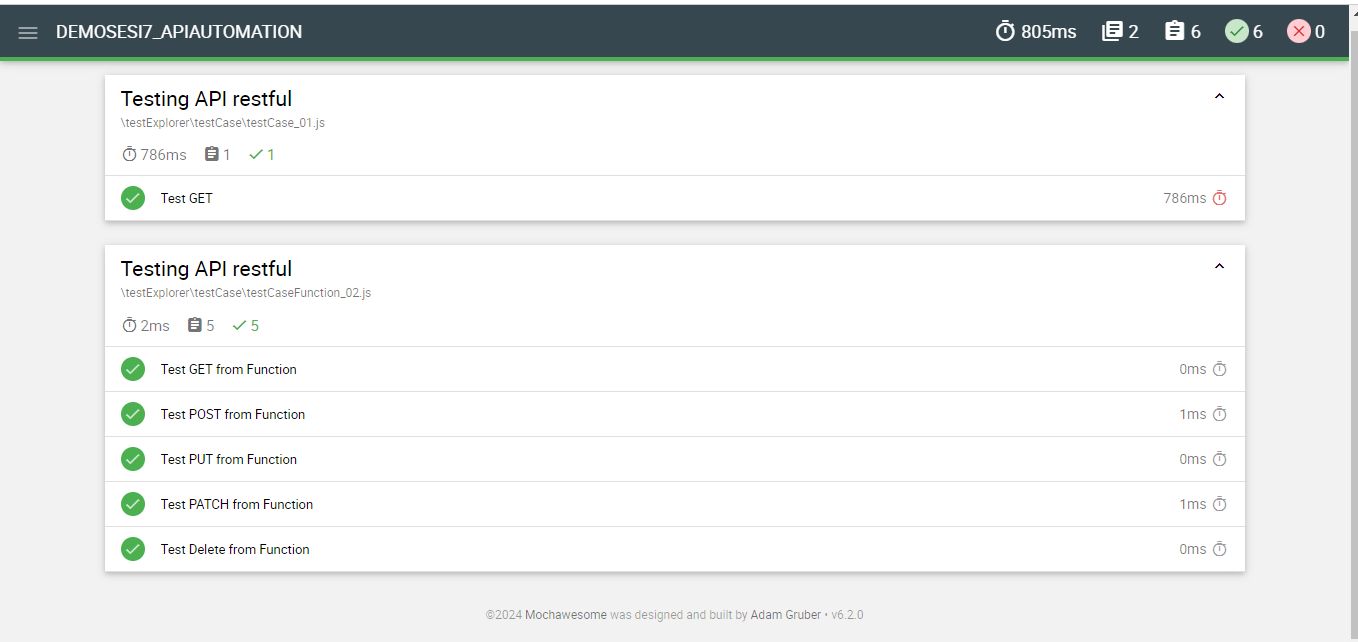 DEMOSESI7_APIAUTOMATION 805ms 2 6 6 0
Testing API restful
\testExplorer\testCase\testCase_01.js
786ms 1 1
Test GET 786ms
Testing API restful
\testExplorer\testCase\testCaseFunction_02.js
2ms 5 5
Test GET from Function 0ms
Test POST from Function 1ms
Test PUT from Function 0ms
Test PATCH from Function 1ms
Test Delete from Function 0ms
©2024 Mochawesome was designed and built by Adam Gruber • v6.2.0